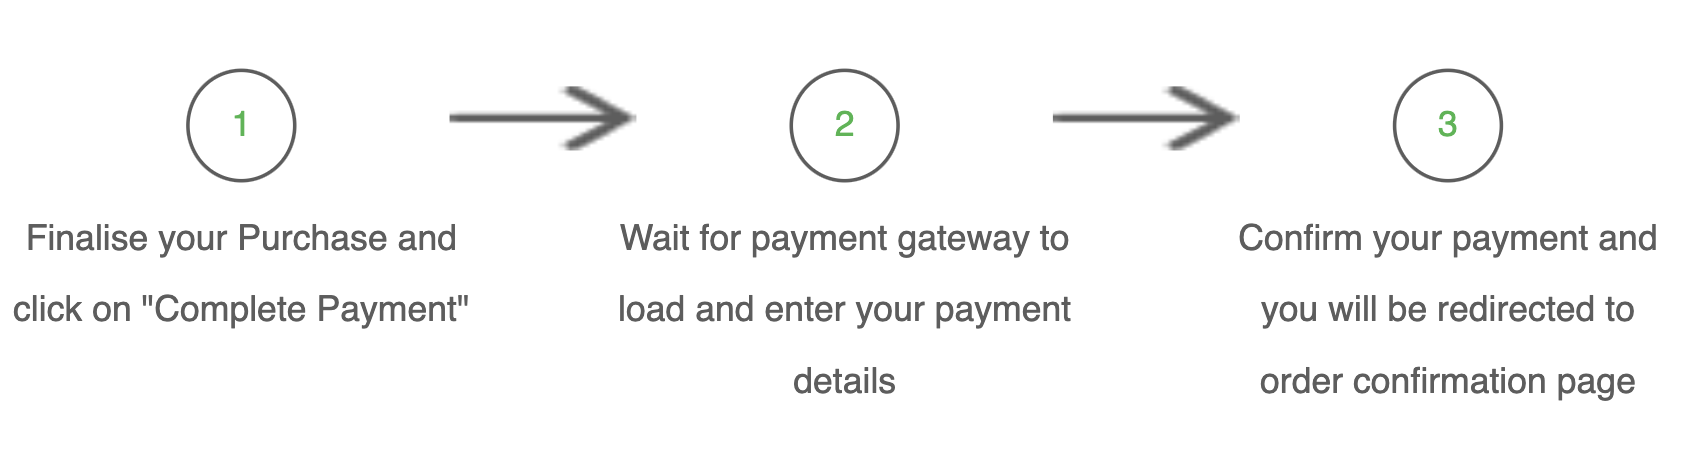 1
Finalise your Purchase and
click on "Complete Payment"
2
Wait for payment gateway to
load and enter your payment
details
3
Confirm your payment and
you will be redirected to
order confirmation page